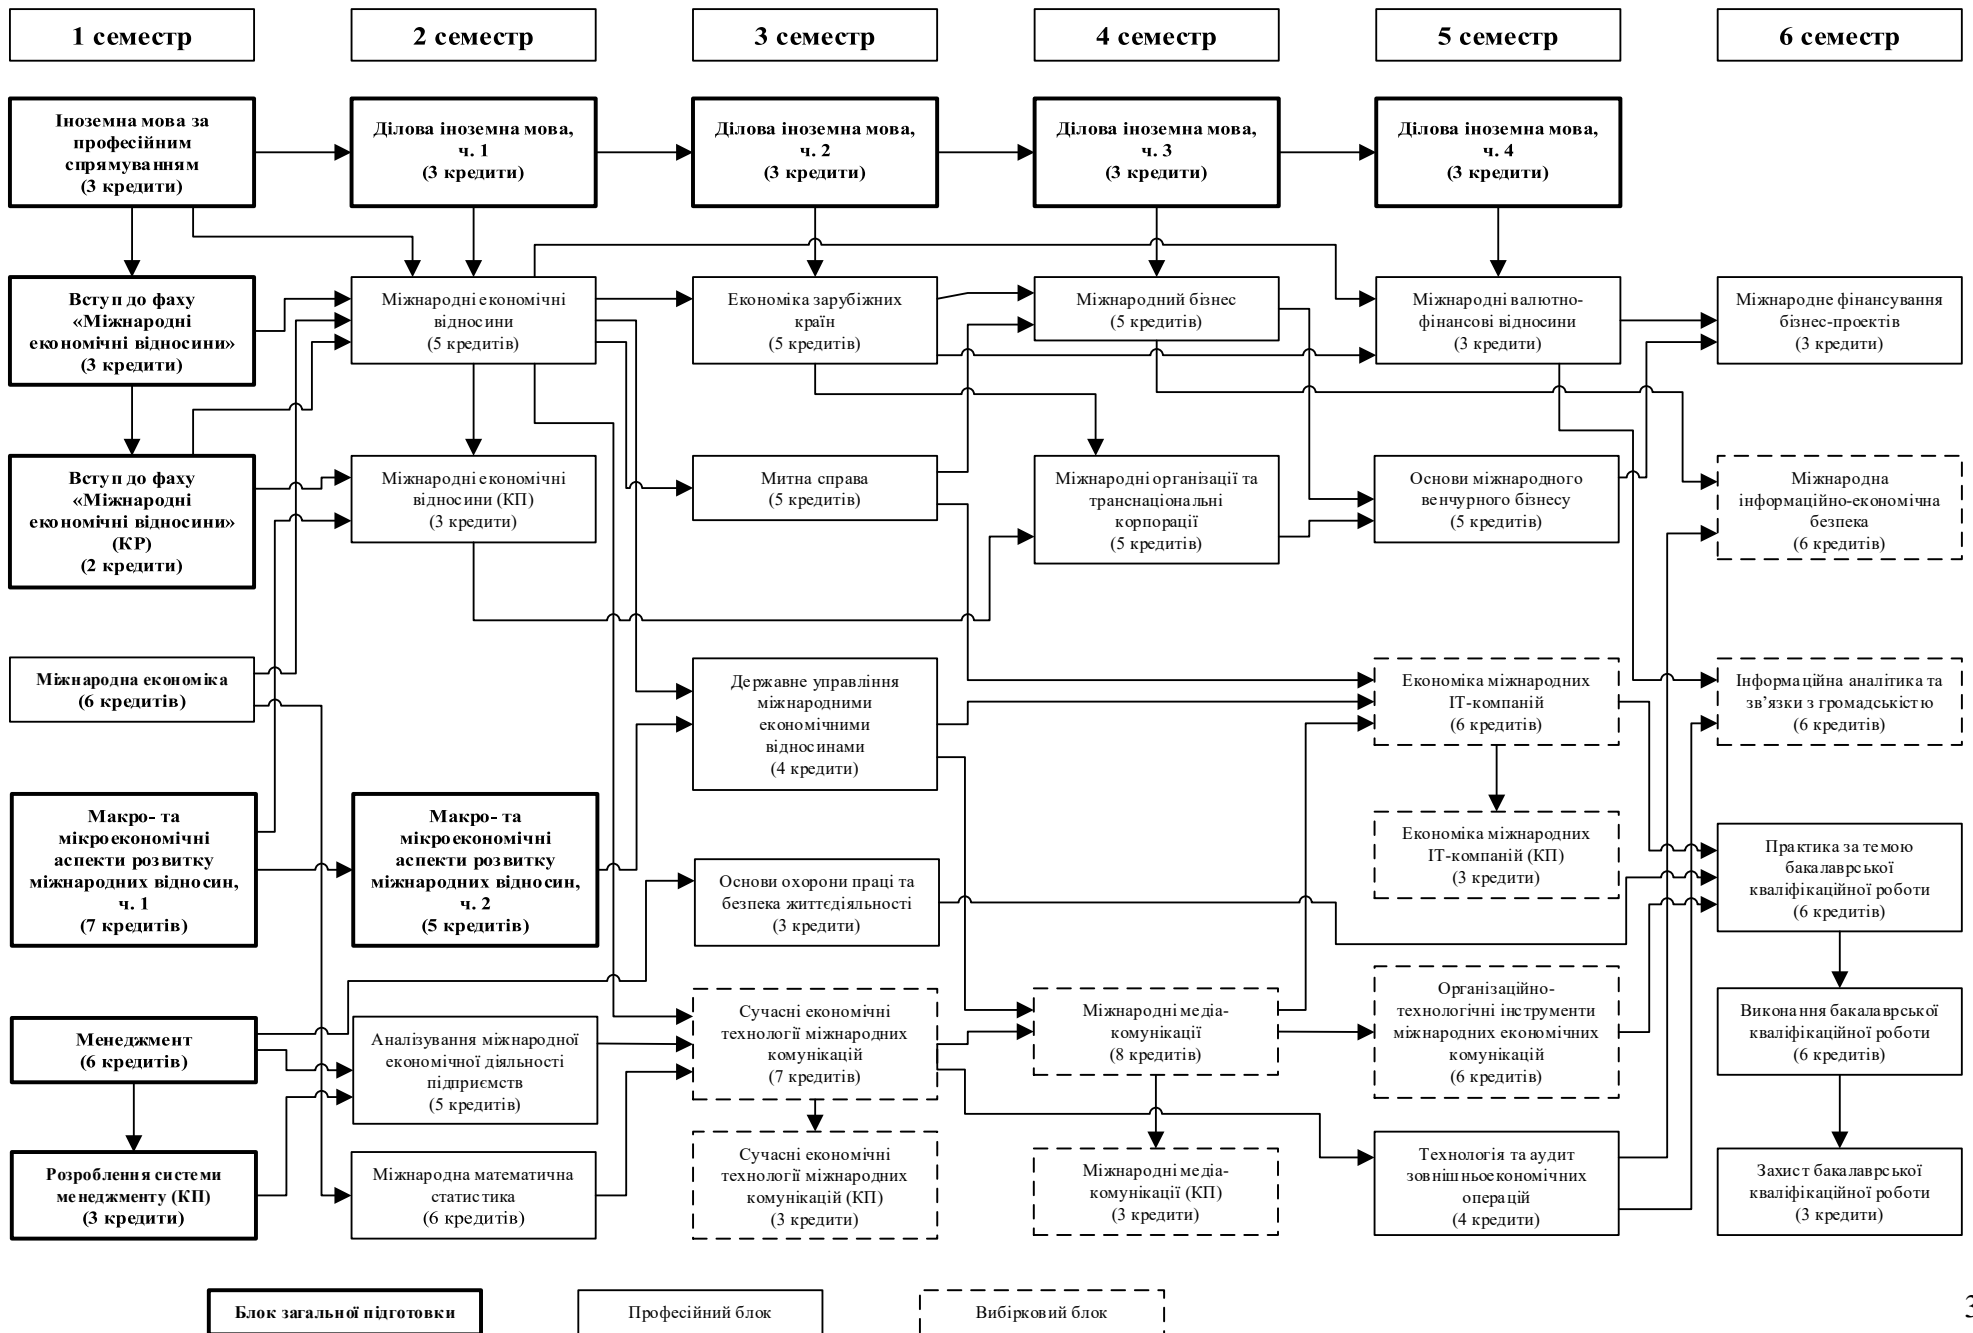 1 семестр
2 семестр
3 семестр
4 семестр
5 семестр
6 семестр
Іноземна мова за
професійним
спрямуванням
(3 кредити)
Ділова іноземна мова,
ч. 1
(3 кредити)
Ділова іноземна мова,
ч. 2
(3 кредити)
Ділова іноземна мова,
ч. 3
(3 кредити)
Ділова іноземна мова,
ч. 4
(3 кредити)
Вступ до фаху
«Міжнародні
економічні відносини»
(3 кредити)
Міжнародні економічні
відносини
(5 кредитів)
Економіка зарубіжних
країн
(5 кредитів)
Міжнародний бізнес
(5 кредитів)
Міжнародні валютно-
фінансові відносини
(3 кредити)
Міжнародне фінансування
бізнес-проектів
(3 кредити)
Вступ до фаху
«Міжнародні
економічні відносини»
(КР)
(2 кредити)
Міжнародні економічні
відносини (КП)
(3 кредити)
Митна справа
(5 кредитів)
Міжнародні організації та
транснаціональні
корпорації
(5 кредитів)
Основи міжнародного
венчурного бізнесу
(5 кредитів)
Міжнародна
інформаційно-економічна
безпека
(6 кредитів)
Міжнародна економіка
(6 кредитів)
Державне управління
міжнародними
економічними
відносинами
(4 кредити)
Економіка міжнародних
ІТ-компаній
(6 кредитів)
Інформаційна аналітика та
зв’язки з громадськістю
(6 кредитів)
Макро- та
мікроекономічні
аспекти розвитку
міжнародних відносин,
ч. 1
(7 кредитів)
Макро- та
мікроекономічні
аспекти розвитку
міжнародних відносин,
ч. 2
(5 кредитів)
Основи охорони праці та
безпека життєдіяльності
(3 кредити)
Економіка міжнародних
ІТ-компаній (КП)
(3 кредити)
Практика за темою
бакалаврської
кваліфікаційної роботи
(6 кредитів)
Менеджмент
(6 кредитів)
Аналізування міжнародної
економічної діяльності
підприємств
(5 кредитів)
Сучасні економічні
технології міжнародних
комунікацій
(7 кредитів)
Міжнародні медіа-
комунікації
(8 кредитів)
Організаційно-
технологічні інструменти
міжнародних економічних
комунікацій
(6 кредитів)
Виконання бакалаврської
кваліфікаційної роботи
(6 кредитів)
Розроблення системи
менеджменту (КП)
(3 кредити)
Міжнародна математична
статистика
(6 кредитів)
Сучасні економічні
технології міжнародних
комунікацій (КП)
(3 кредити)
Міжнародні медіа-
комунікації (КП)
(3 кредити)
Технологія та аудит
зовнішньоекономічних
операцій
(4 кредити)
Захист бакалаврської
кваліфікаційної роботи
(3 кредити)
Блок загальної підготовки
Професійний блок
Вибірковий блок
3